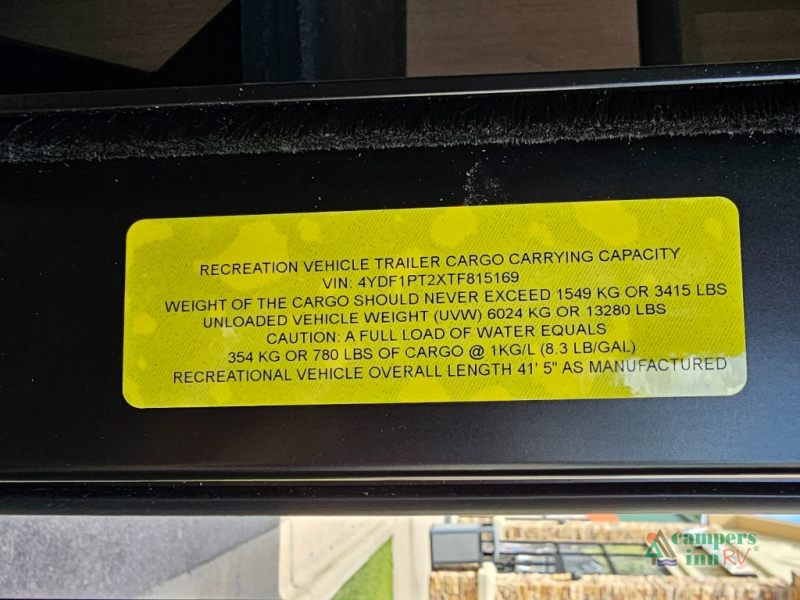 RECREATION VEHICLE TRAILER CARGO CARRYING CAPACITY
VIN: 4YDF1PT2XTF815169
WEIGHT OF THE CARGO SHOULD NEVER EXCEED 1549 KG OR 3415 LBS
UNLOADED VEHICLE WEIGHT (UVW) 6024 KG OR 13280 LBS
CAUTION: A FULL LOAD OF WATER EQUALS
354 KG OR 780 LBS OF CARGO @ 1KG/L (8.3 LB/GAL)
RECREATIONAL VEHICLE OVERALL LENGTH 41' 5" AS MANUFACTURED
campers
inn RV®